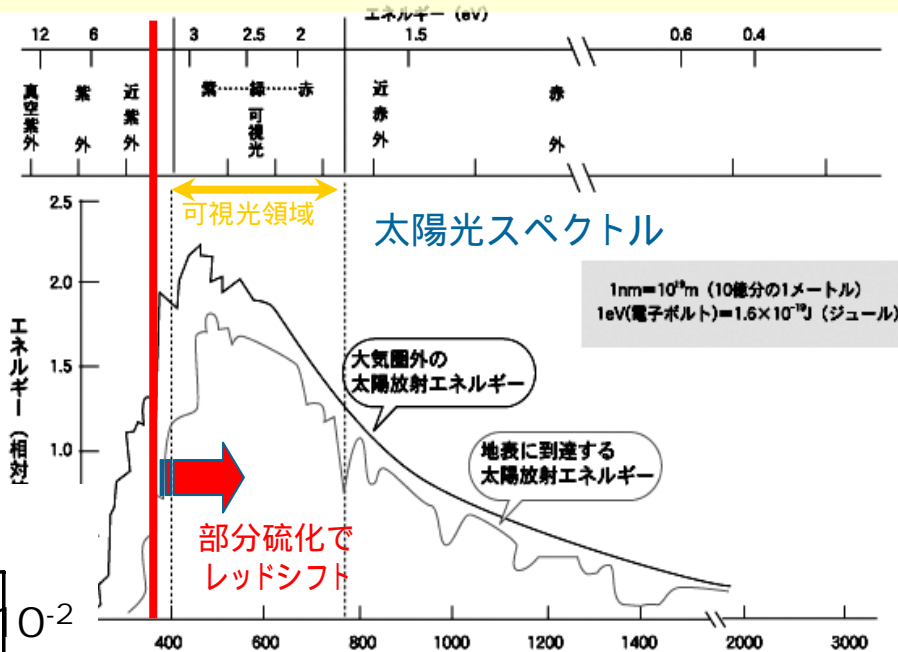 エネルギー (eV)
12 6 3 2.5 2 1.5 0.6 0.4
真空紫外
紫外
近紫外
紫……緑……赤
可視光
近赤外
赤外
可視光領域
太陽光スペクトル
2.5
2.0
1.5
1.0
エネルギー(相対
1nm=10⁻⁹m(10億分の1メートル)
1eV(電子ボルト)=1.6×10⁻¹⁹J(ジュール)
大気圏外の
太陽放射エネルギー
地表に到達する
太陽放射エネルギー
部分硫化で
レッドシフト
10⁻²
400 600 800 1000 1200 1400 2000 3000